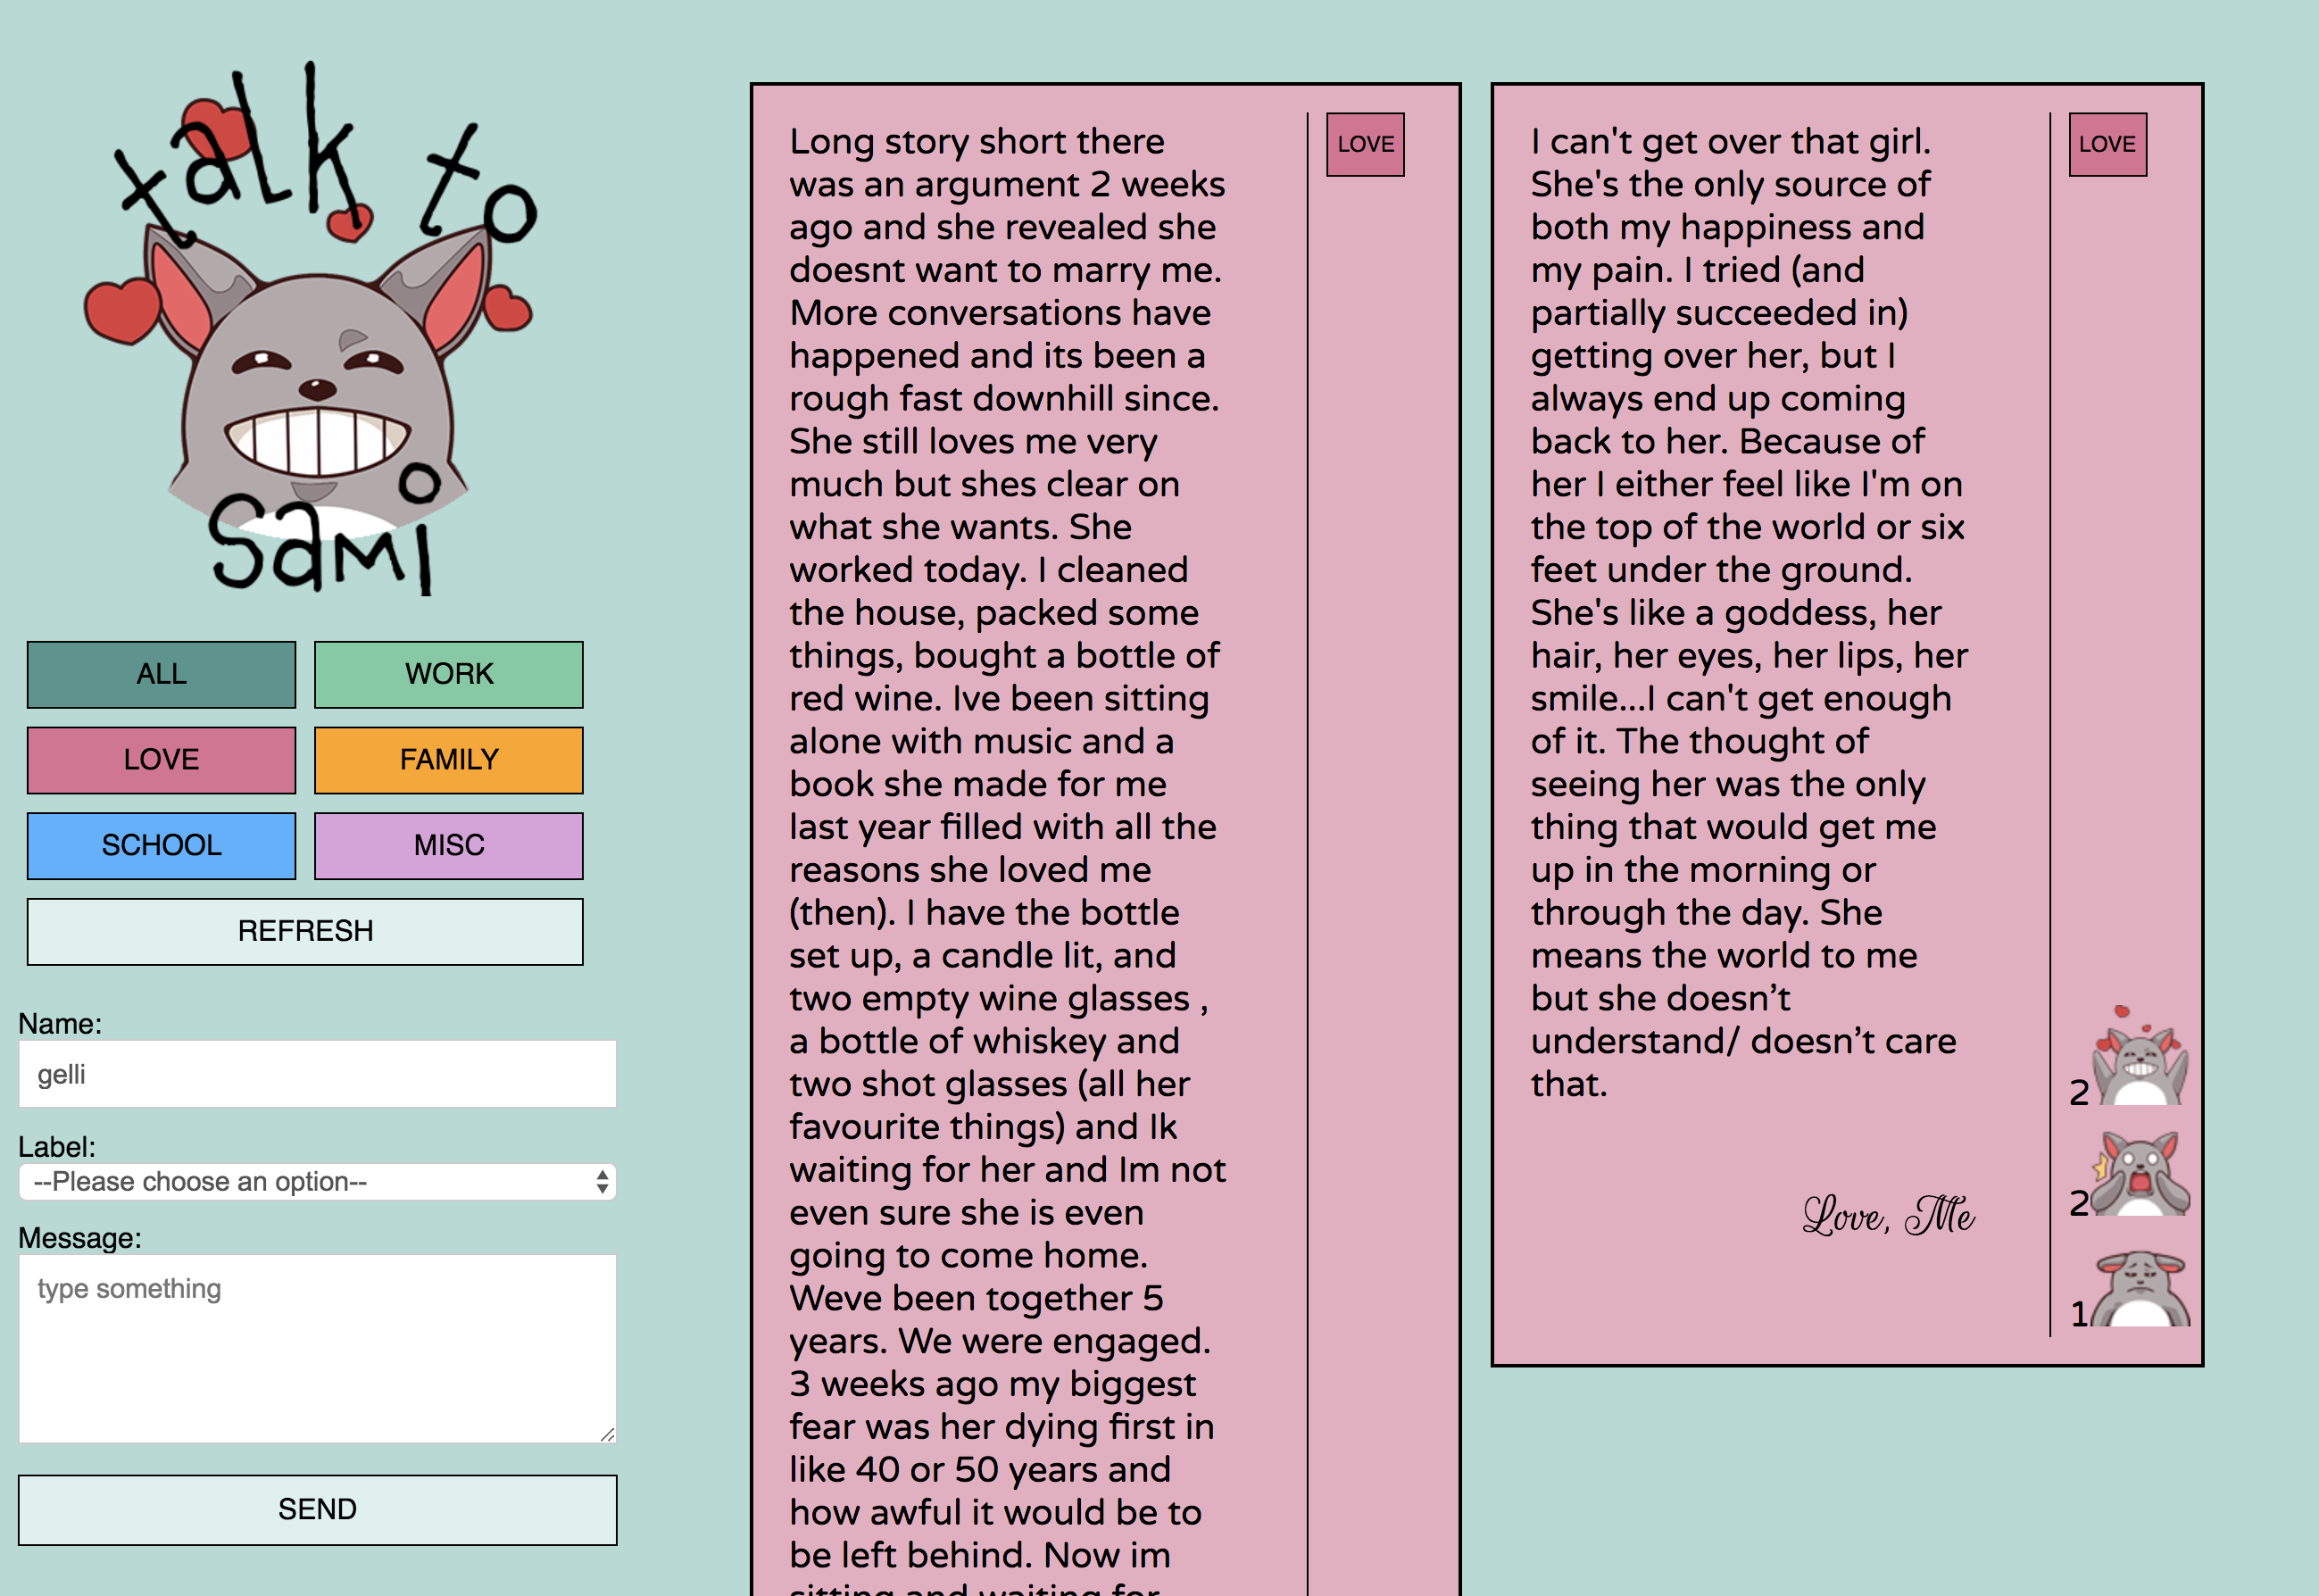 talk to
Sami
ALL
WORK
LOVE
FAMILY
SCHOOL
MISC
REFRESH
Name:
gelli
Label:
--Please choose an option--
Message:
type something
SEND
Long story short there
was an argument 2 weeks
ago and she revealed she
doesnt want to marry me.
More conversations have
happened and its been a
rough fast downhill since.
She still loves me very
much but shes clear on
what she wants. She
worked today. I cleaned
the house, packed some
things, bought a bottle of
red wine. Ive been sitting
alone with music and a
book she made for me
last year filled with all the
reasons she loved me
(then). I have the bottle
set up, a candle lit, and
two empty wine glasses ,
a bottle of whiskey and
two shot glasses (all her
favourite things) and Ik
waiting for her and Im not
even sure she is even
going to come home.
Weve been together 5
years. We were engaged.
3 weeks ago my biggest
fear was her dying first in
like 40 or 50 years and
how awful it would be to
be left behind. Now im
sitting and waiting for
LOVE
I can't get over that girl.
She's the only source of
both my happiness and
my pain. I tried (and
partially succeeded in)
getting over her, but I
always end up coming
back to her. Because of
her I either feel like I'm on
the top of the world or six
feet under the ground.
She's like a goddess, her
hair, her eyes, her lips, her
smile...I can't get enough
of it. The thought of
seeing her was the only
thing that would get me
up in the morning or
through the day. She
means the world to me
but she doesn’t
understand/ doesn’t care
that.
Love, Me
LOVE
2
2
1